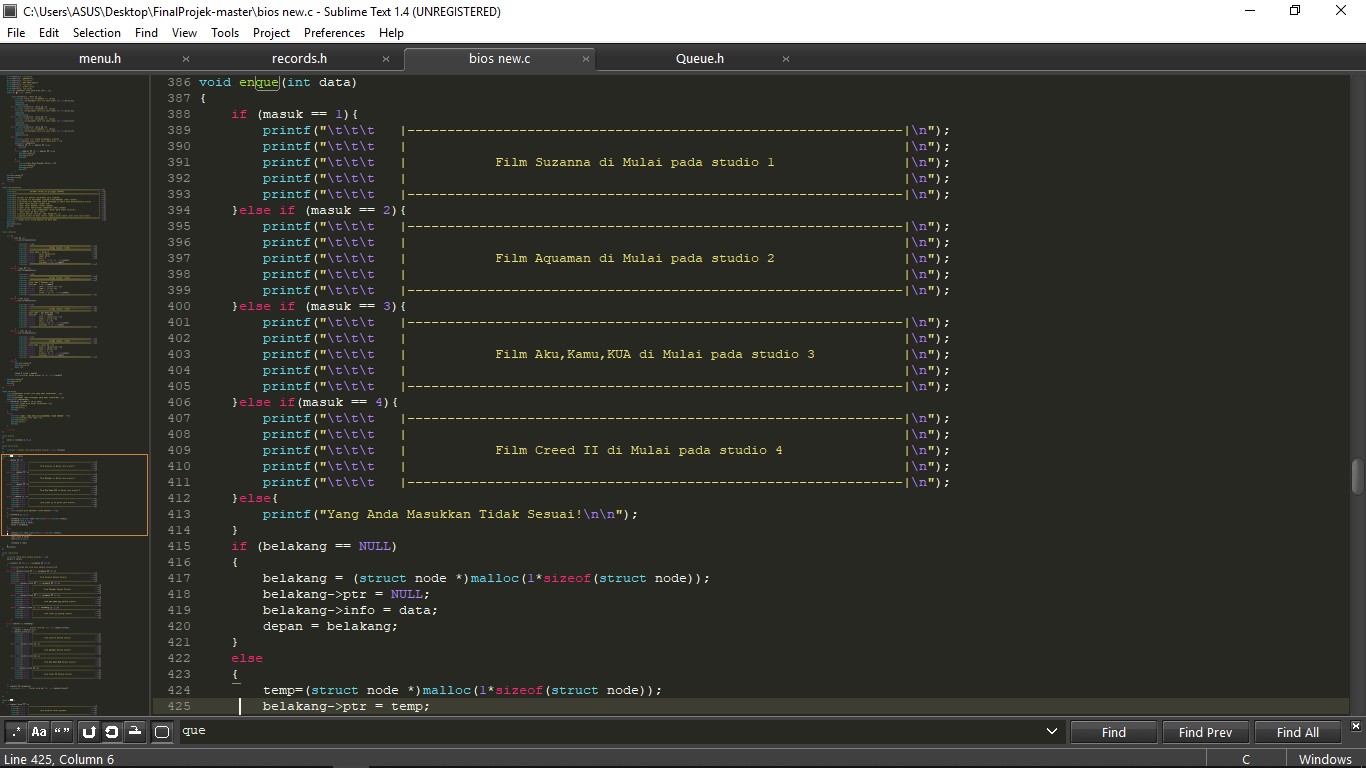 C:\Users\ASUS\Desktop\FinalProjek-master\bios new.c - Sublime Text 1.4 (UNREGISTERED)
File Edit Selection Find View Tools Project Preferences Help
menu.h × records.h × bios new.c × Queue.h ×
386 void enque(int data)
387 {
388 if (masuk == 1){
389 printf("\t\t\t |--------------------------------------------------------------|\n");
390 printf("\t\t\t | |\n");
391 printf("\t\t\t | Film Suzanna di Mulai pada studio 1 |\n");
392 printf("\t\t\t | |\n");
393 printf("\t\t\t |--------------------------------------------------------------|\n");
394 }else if (masuk == 2){
395 printf("\t\t\t |--------------------------------------------------------------|\n");
396 printf("\t\t\t | |\n");
397 printf("\t\t\t | Film Aquaman di Mulai pada studio 2 |\n");
398 printf("\t\t\t | |\n");
399 printf("\t\t\t |--------------------------------------------------------------|\n");
400 }else if (masuk == 3){
401 printf("\t\t\t |--------------------------------------------------------------|\n");
402 printf("\t\t\t | |\n");
403 printf("\t\t\t | Film Aku,Kamu,KUA di Mulai pada studio 3 |\n");
404 printf("\t\t\t | |\n");
405 printf("\t\t\t |--------------------------------------------------------------|\n");
406 }else if(masuk == 4){
407 printf("\t\t\t |--------------------------------------------------------------|\n");
408 printf("\t\t\t | |\n");
409 printf("\t\t\t | Film Creed II di Mulai pada studio 4 |\n");
410 printf("\t\t\t | |\n");
411 printf("\t\t\t |--------------------------------------------------------------|\n");
412 }else{
413 printf("Yang Anda Masukkan Tidak Sesuai!\n\n");
414 }
415 if (belakang == NULL)
416 {
417 belakang = (struct node *)malloc(1*sizeof(struct node));
418 belakang->ptr = NULL;
419 belakang->info = data;
420 depan = belakang;
421 }
422 else
423 {
424 temp=(struct node *)malloc(1*sizeof(struct node));
425 belakang->ptr = temp;
.* Aa “” que Find Find Prev Find All
Line 425, Column 6 C Windows